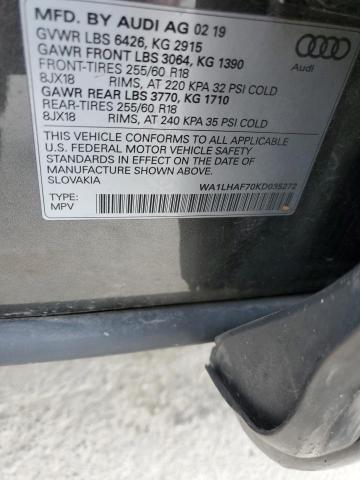 MFD. BY AUDI AG 02 19
GVWR LBS 6426, KG 2915
GAWR FRONT LBS 3064, KG 1390
FRONT-TIRES 255/60 R18
8JX18 RIMS, AT 220 KPA 32 PSI COLD
GAWR REAR LBS 3770, KG 1710
REAR-TIRES 255/60 R18
8JX18 RIMS, AT 240 KPA 35 PSI COLD
THIS VEHICLE CONFORMS TO ALL APPLICABLE
U.S. FEDERAL MOTOR VEHICLE SAFETY
STANDARDS IN EFFECT ON THE DATE OF
MANUFACTURE SHOWN ABOVE.
SLOVAKIA
Audi
WA1LHAF70KD035272
TYPE:
MPV